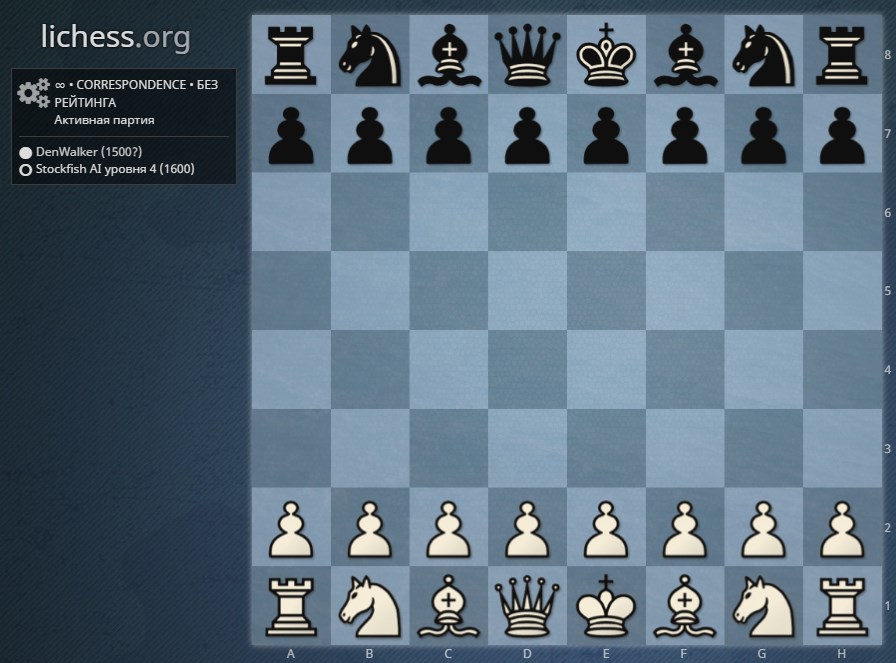 lichess.org
∞ • CORRESPONDENCE • БЕЗ
РЕЙТИНГА
Активная партия
DenWalker (1500?)
Stockfish AI уровня 4 (1600)
8
7
6
5
4
3
2
1
A B C D E F G H